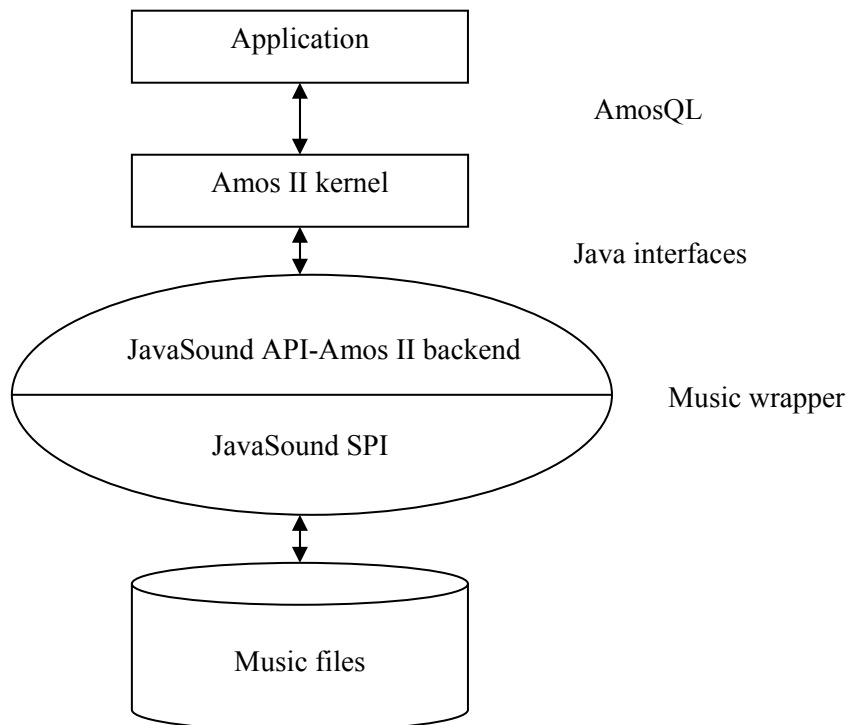 Application
AmosQL
Amos II kernel
Java interfaces
JavaSound API-Amos II backend
Music wrapper
JavaSound SPI
Music files